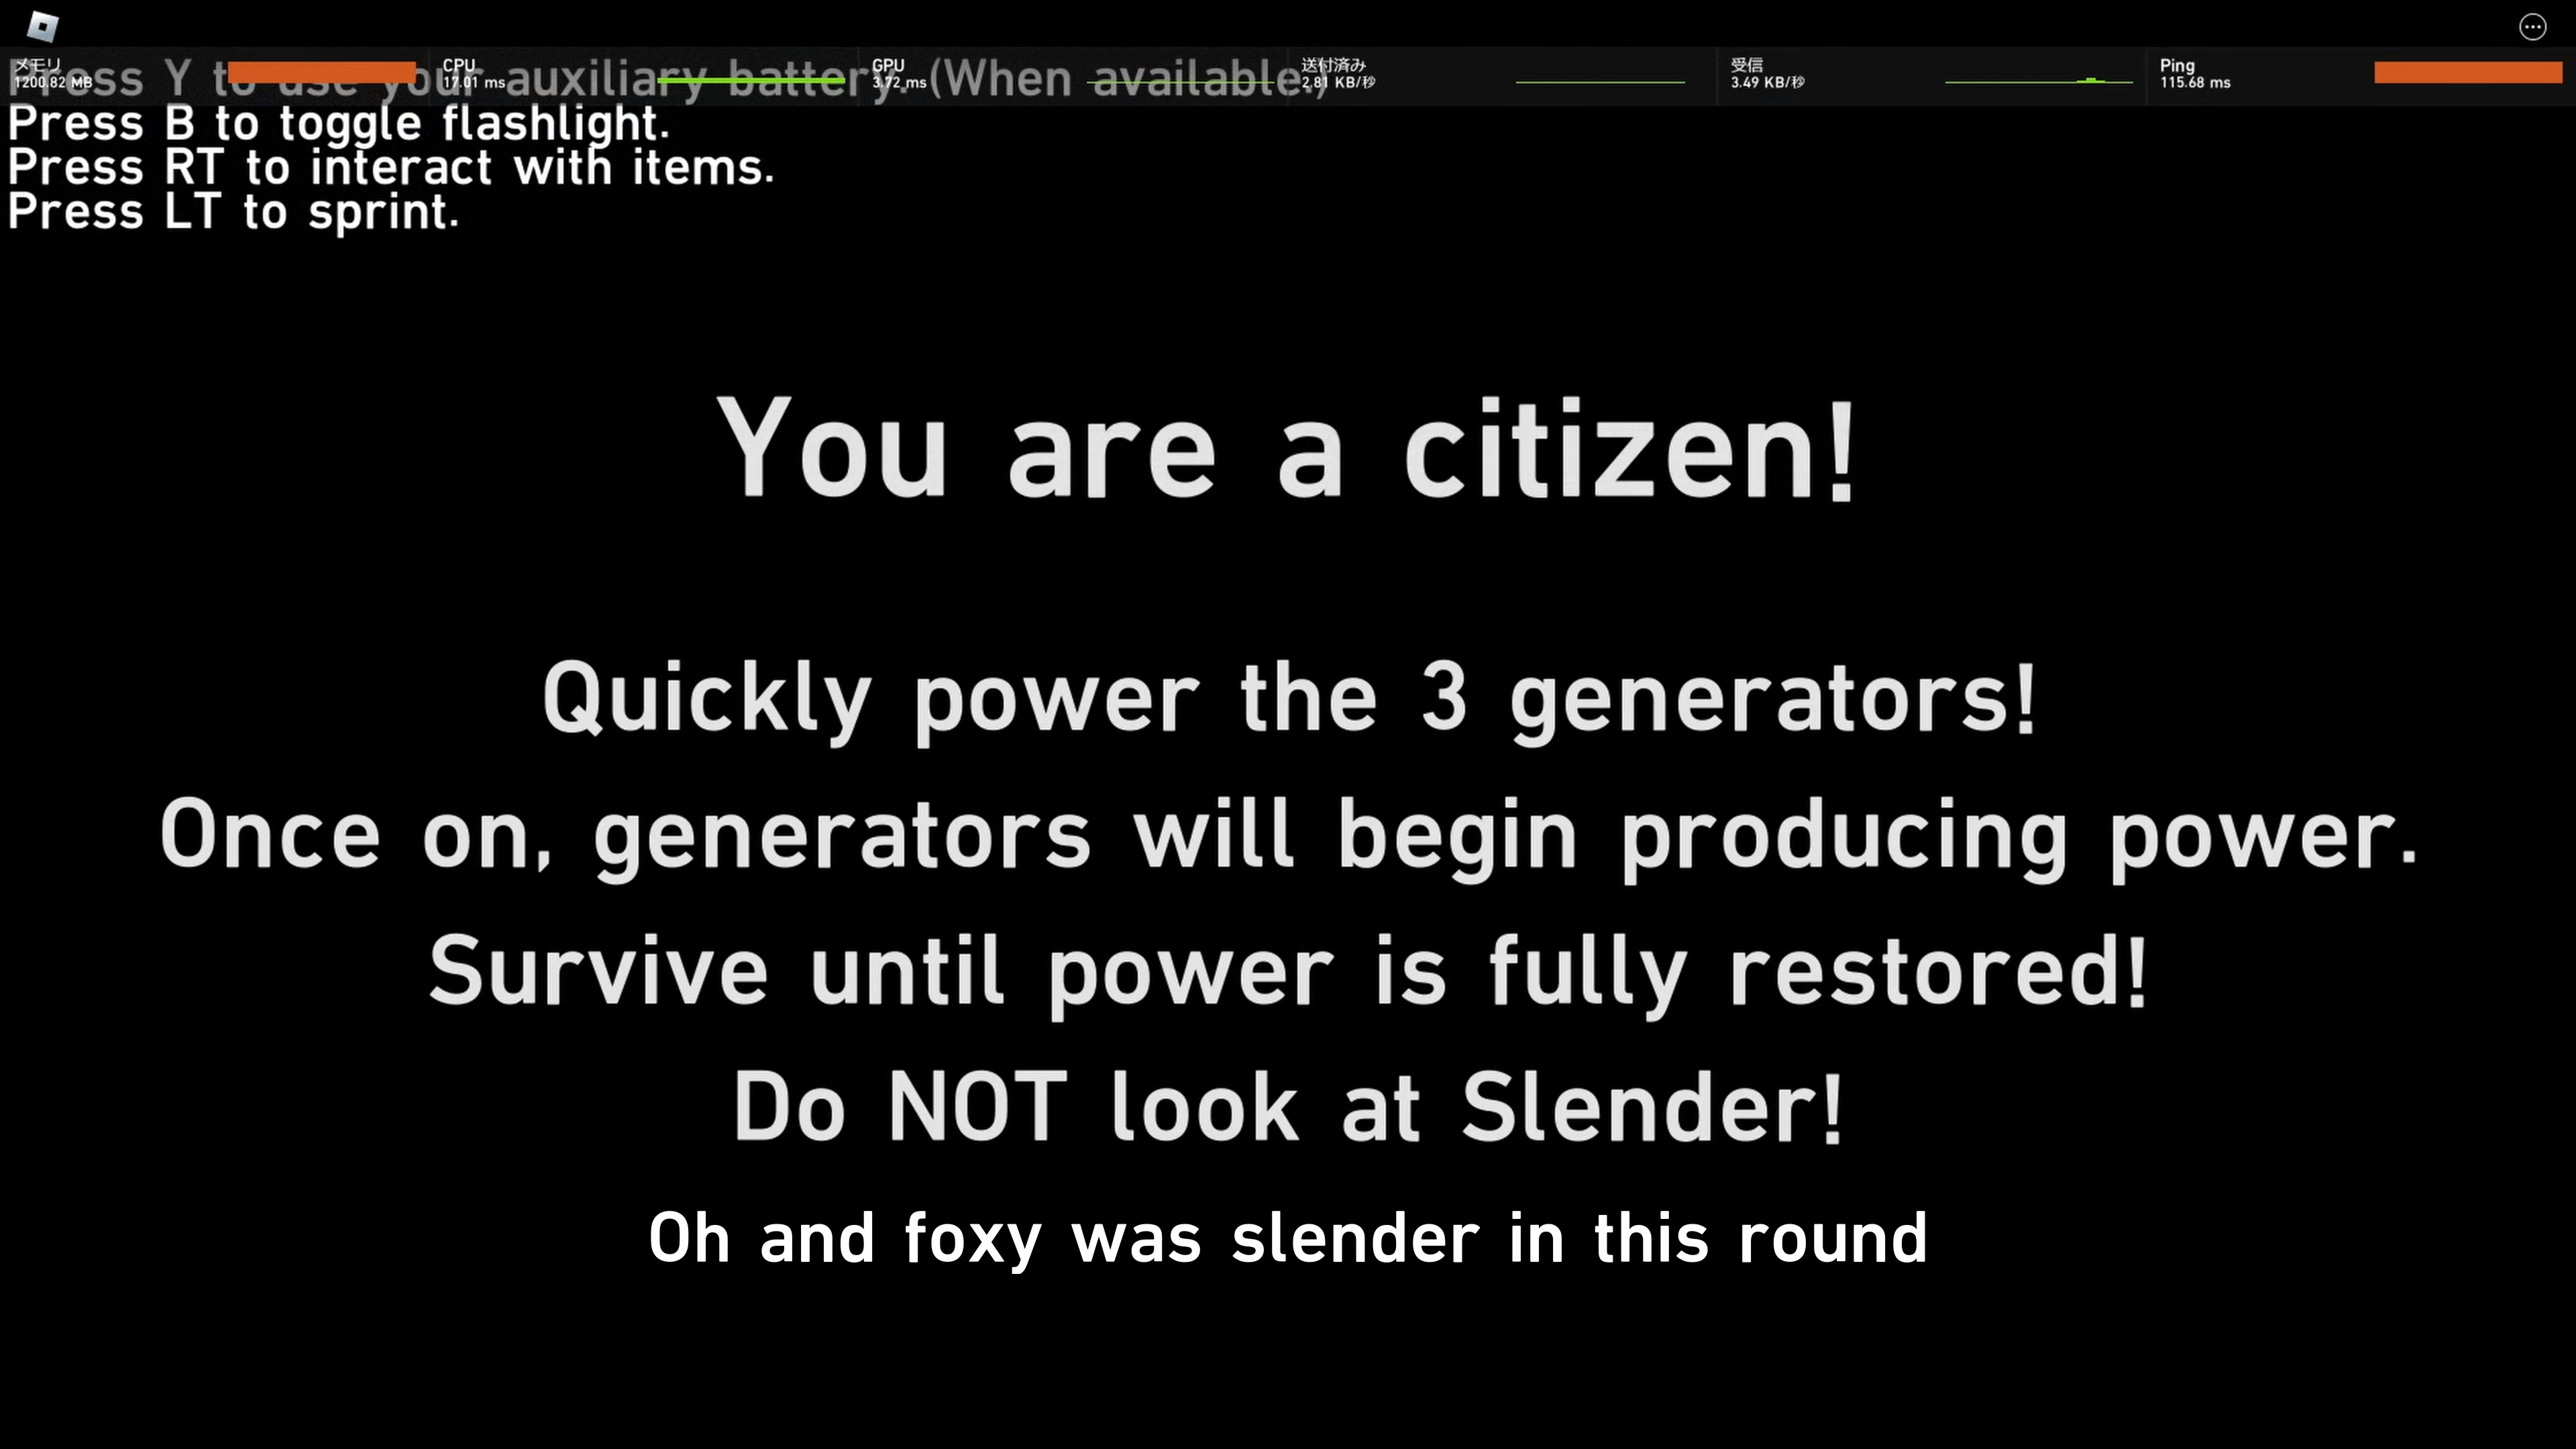 メモリ
1200.82 MB
CPU
17.01 ms
GPU
3.72 ms
送付済み
2.81 KB/秒
受信
3.49 KB/秒
Ping
115.68 ms
Press Y to use your auxiliary battery. (When available.)
Press B to toggle flashlight.
Press RT to interact with items.
Press LT to sprint.
You are a citizen!
Quickly power the 3 generators!
Once on, generators will begin producing power.
Survive until power is fully restored!
Do NOT look at Slender!
Oh and foxy was slender in this round